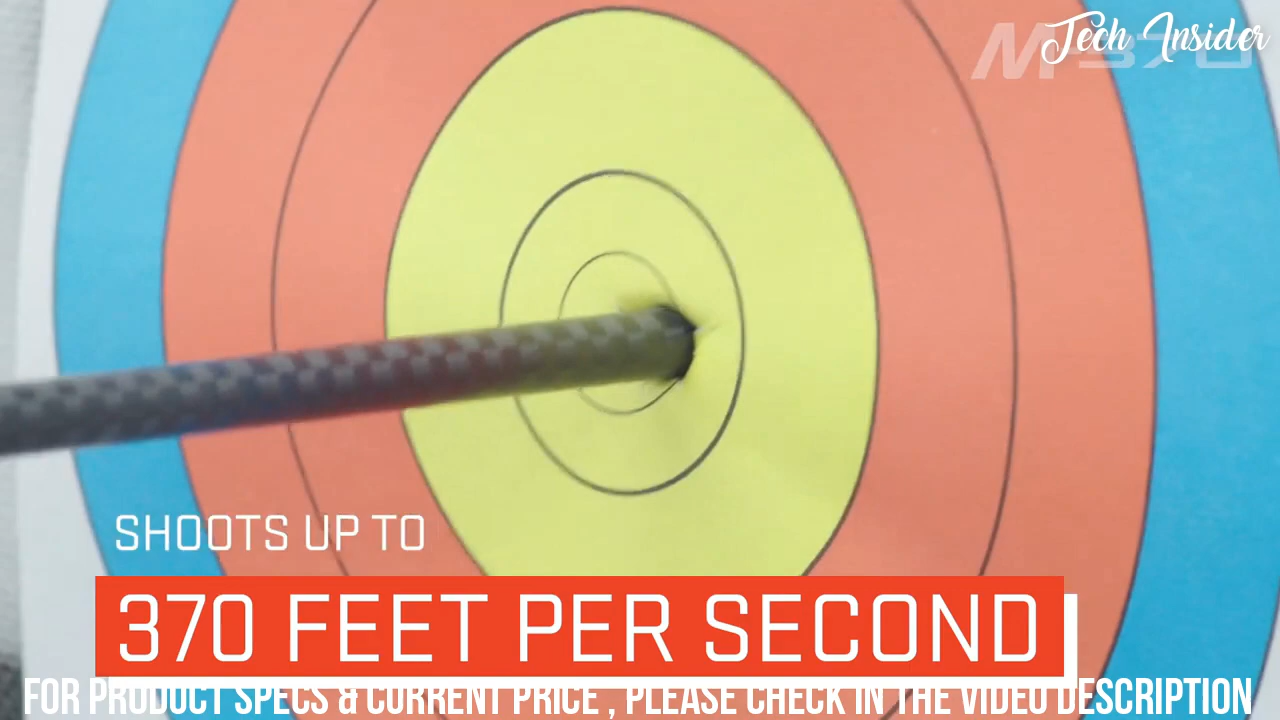 Tech Insider
M-370
SHOOTS UP TO
370 FEET PER SECOND
FOR PRODUCT SPECS & CURRENT PRICE , PLEASE CHECK IN THE VIDEO DESCRIPTION